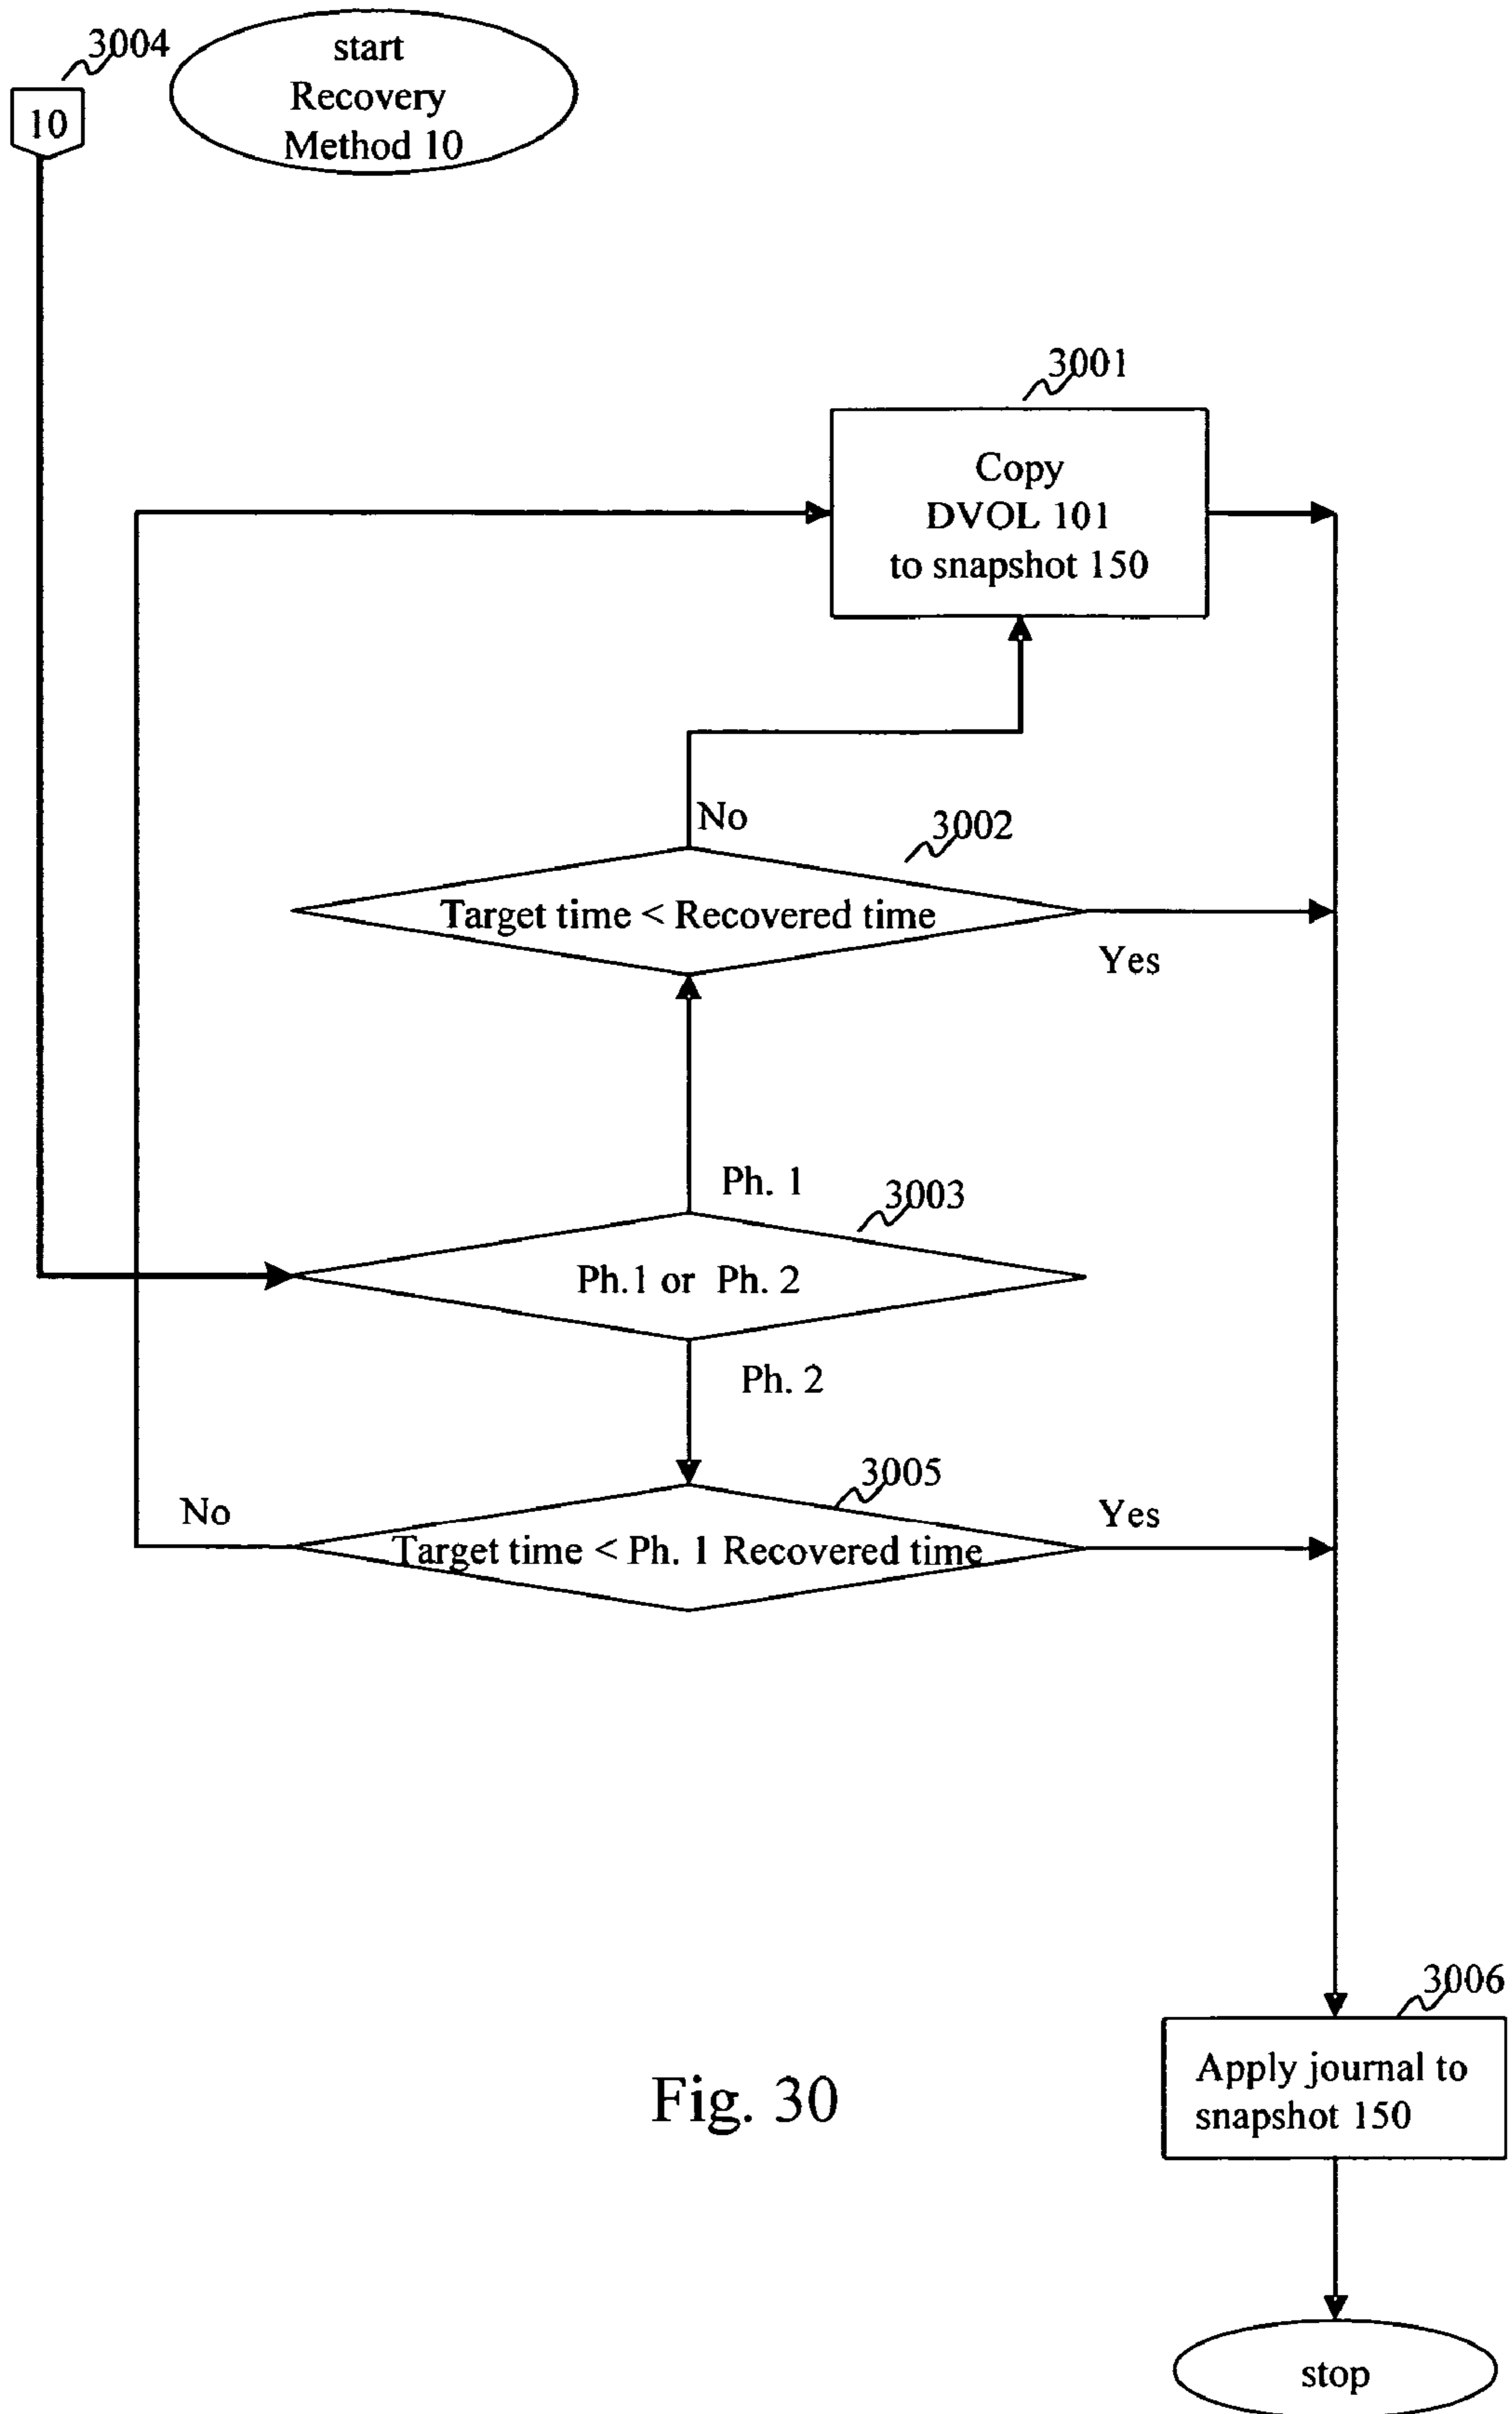 3004
10
start
Recovery
Method 10
3001
Copy
DVOL 101
to snapshot 150
No
3002
Target time < Recovered time
Yes
Ph. 1
3003
Ph.1 or Ph. 2
Ph. 2
3005
No
Yes
Target time < Ph. 1 Recovered time
3006
Apply journal to
snapshot 150
Fig. 30
stop